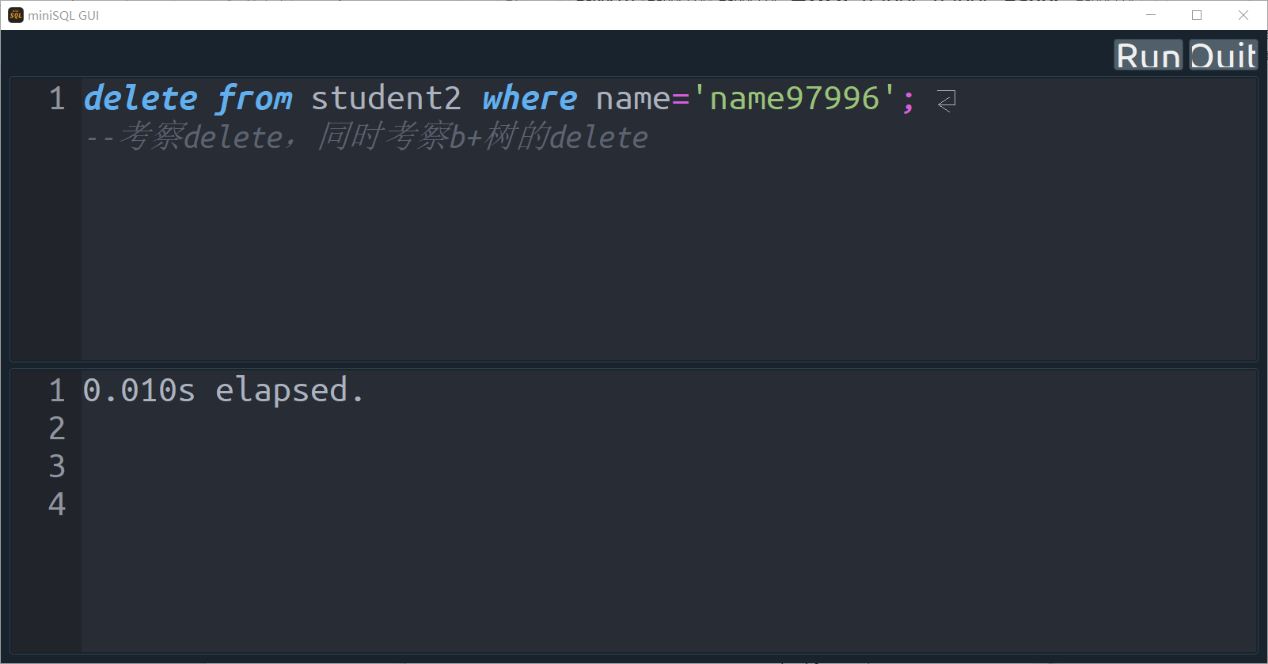 miniSQL GUI
Run Quit
1 delete from student2 where name='name97996';
--考察delete，同时考察b+树的delete
1 0.010s elapsed.
2
3
4